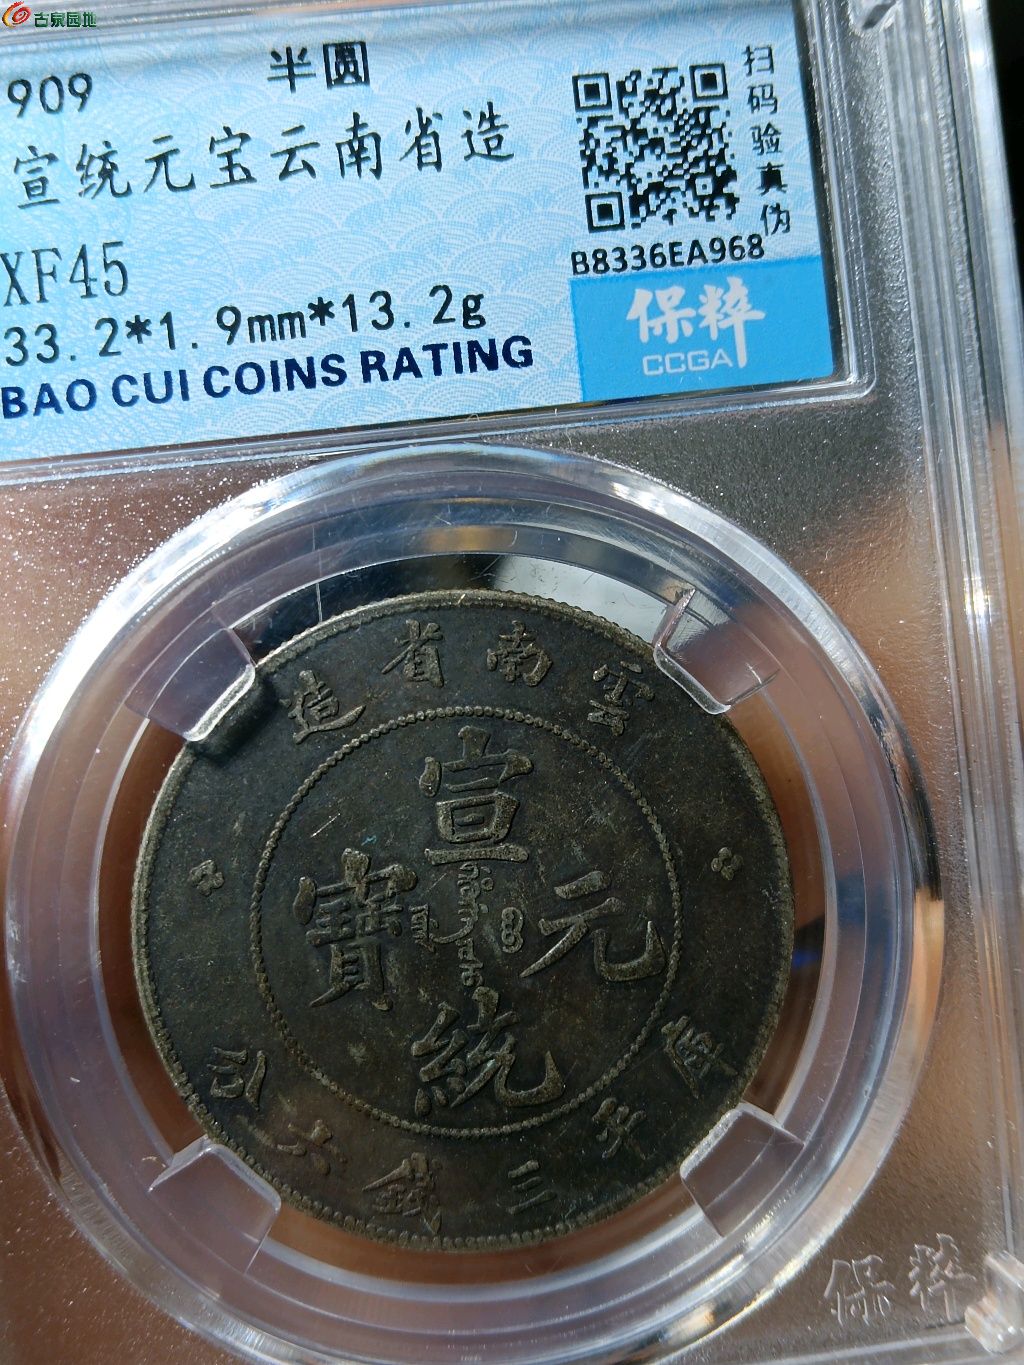 古泉园地
909 半圆
宣统元宝云南省造
XF45
33.2*1.9mm*13.2g
BAO CUI COINS RATING
扫码验真伪
B8336EA968
保粹
CCGA
雲南省造
宣統元寶
庫平三錢六分
保粹